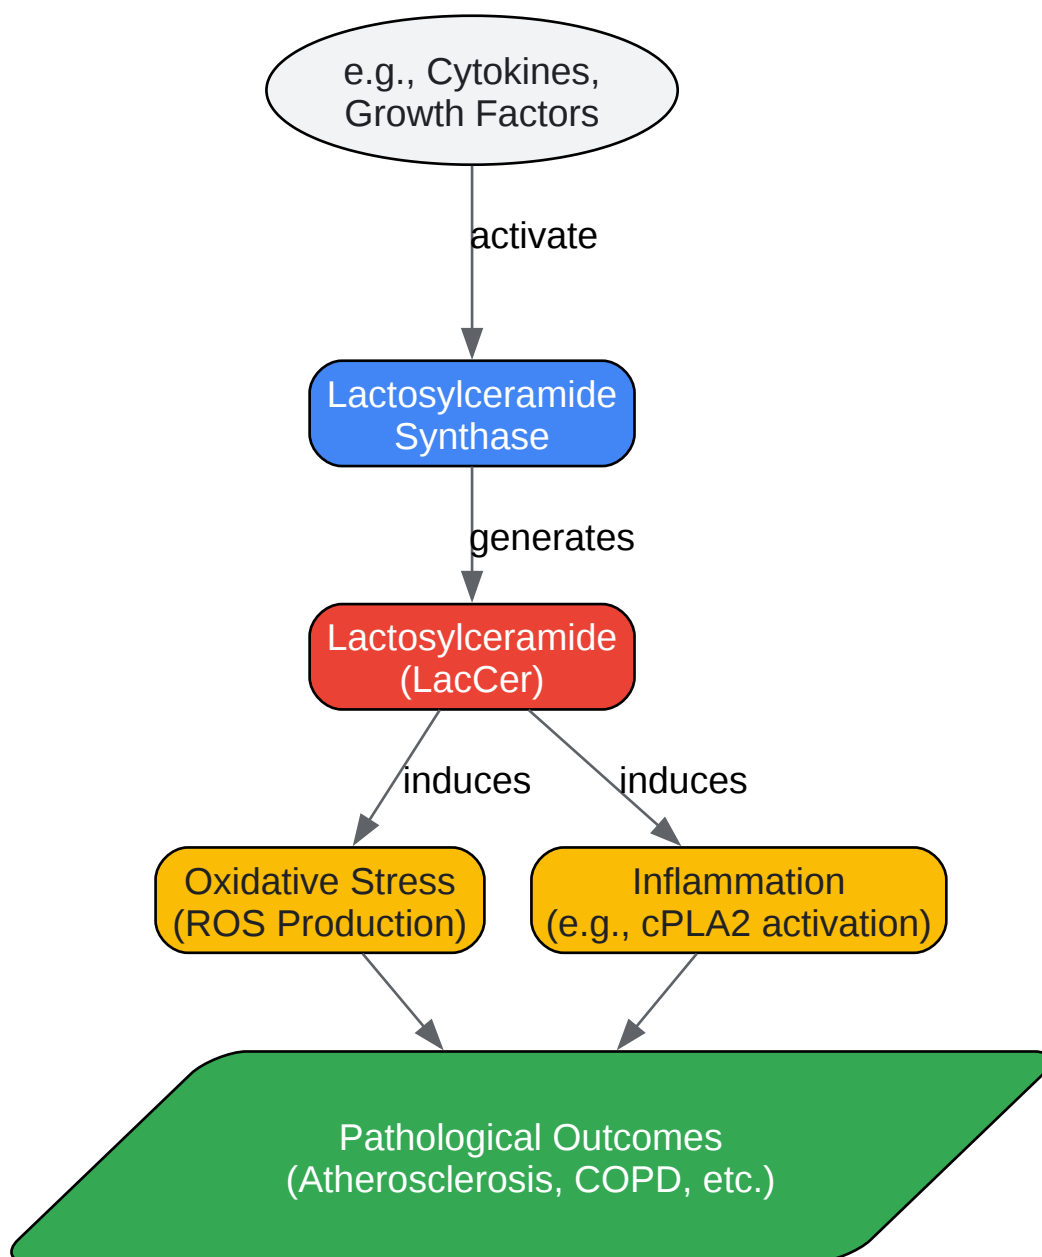 e.g., Cytokines,
Growth Factors
activate
Lactosylceramide
Synthase
generates
Lactosylceramide
(LacCer)
induces
induces
Oxidative Stress
(ROS Production)
Inflammation
(e.g., cPLA2 activation)
Pathological Outcomes
(Atherosclerosis, COPD, etc.)